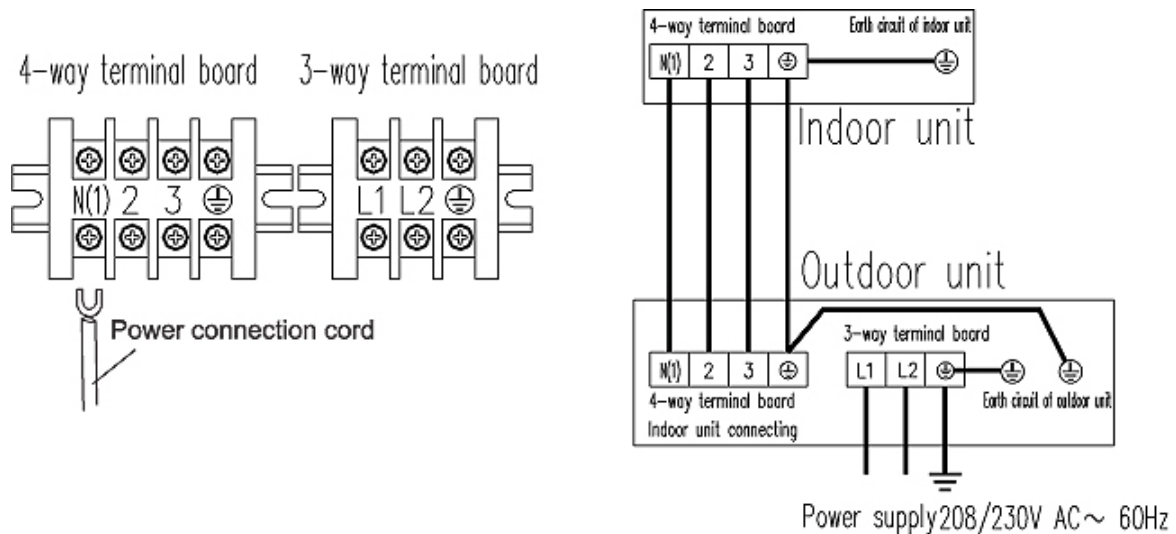 4-way terminal board
3-way terminal board
N(1) 2 3
L1 L2
Power connection cord
4-way terminal board
Earth circuit of indoor unit
N(1) 2 3
Indoor unit
Outdoor unit
3-way terminal board
N(1) 2 3
L1 L2
4-way terminal board
Earth circuit of outdoor unit
Indoor unit connecting
Power supply208/230V AC～ 60Hz